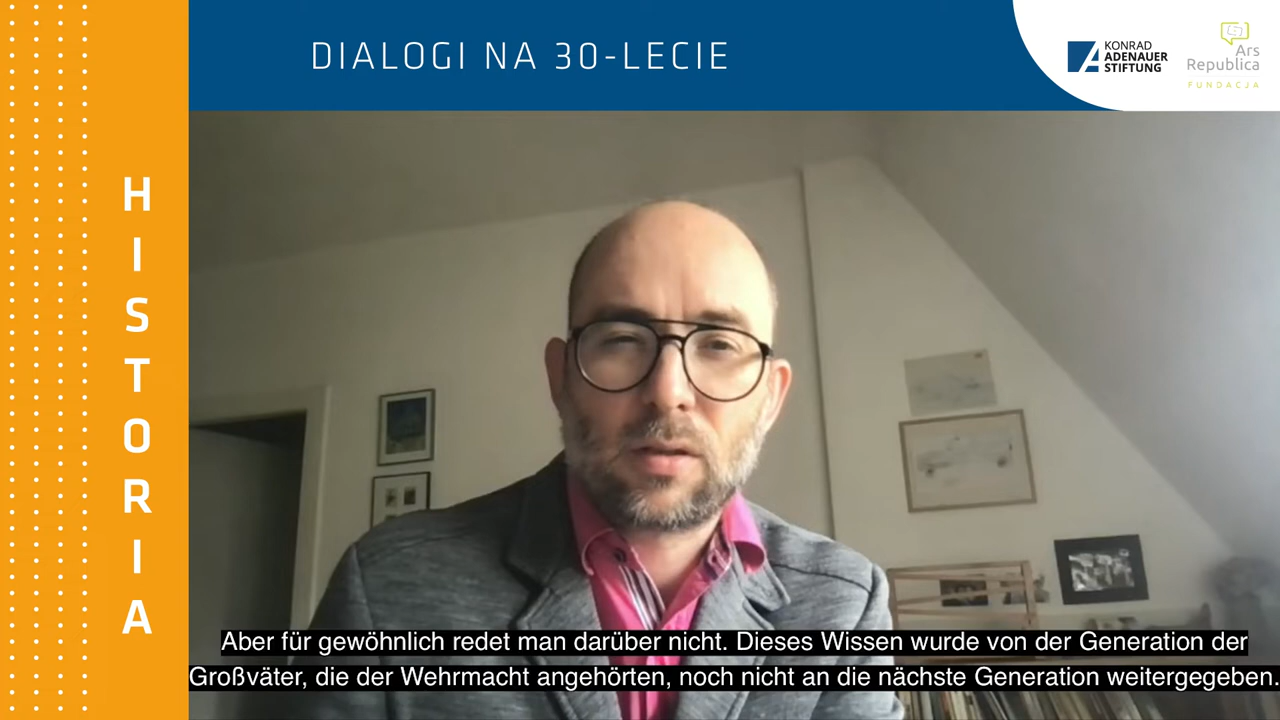 DIALOGI NA 30-LECIE
KONRAD
ADENAUER
STIFTUNG
Ars
Republica
FUNDACJA
HISTORIA
Aber für gewöhnlich redet man darüber nicht. Dieses Wissen wurde von der Generation der
Großväter, die der Wehrmacht angehörten, noch nicht an die nächste Generation weitergegeben.